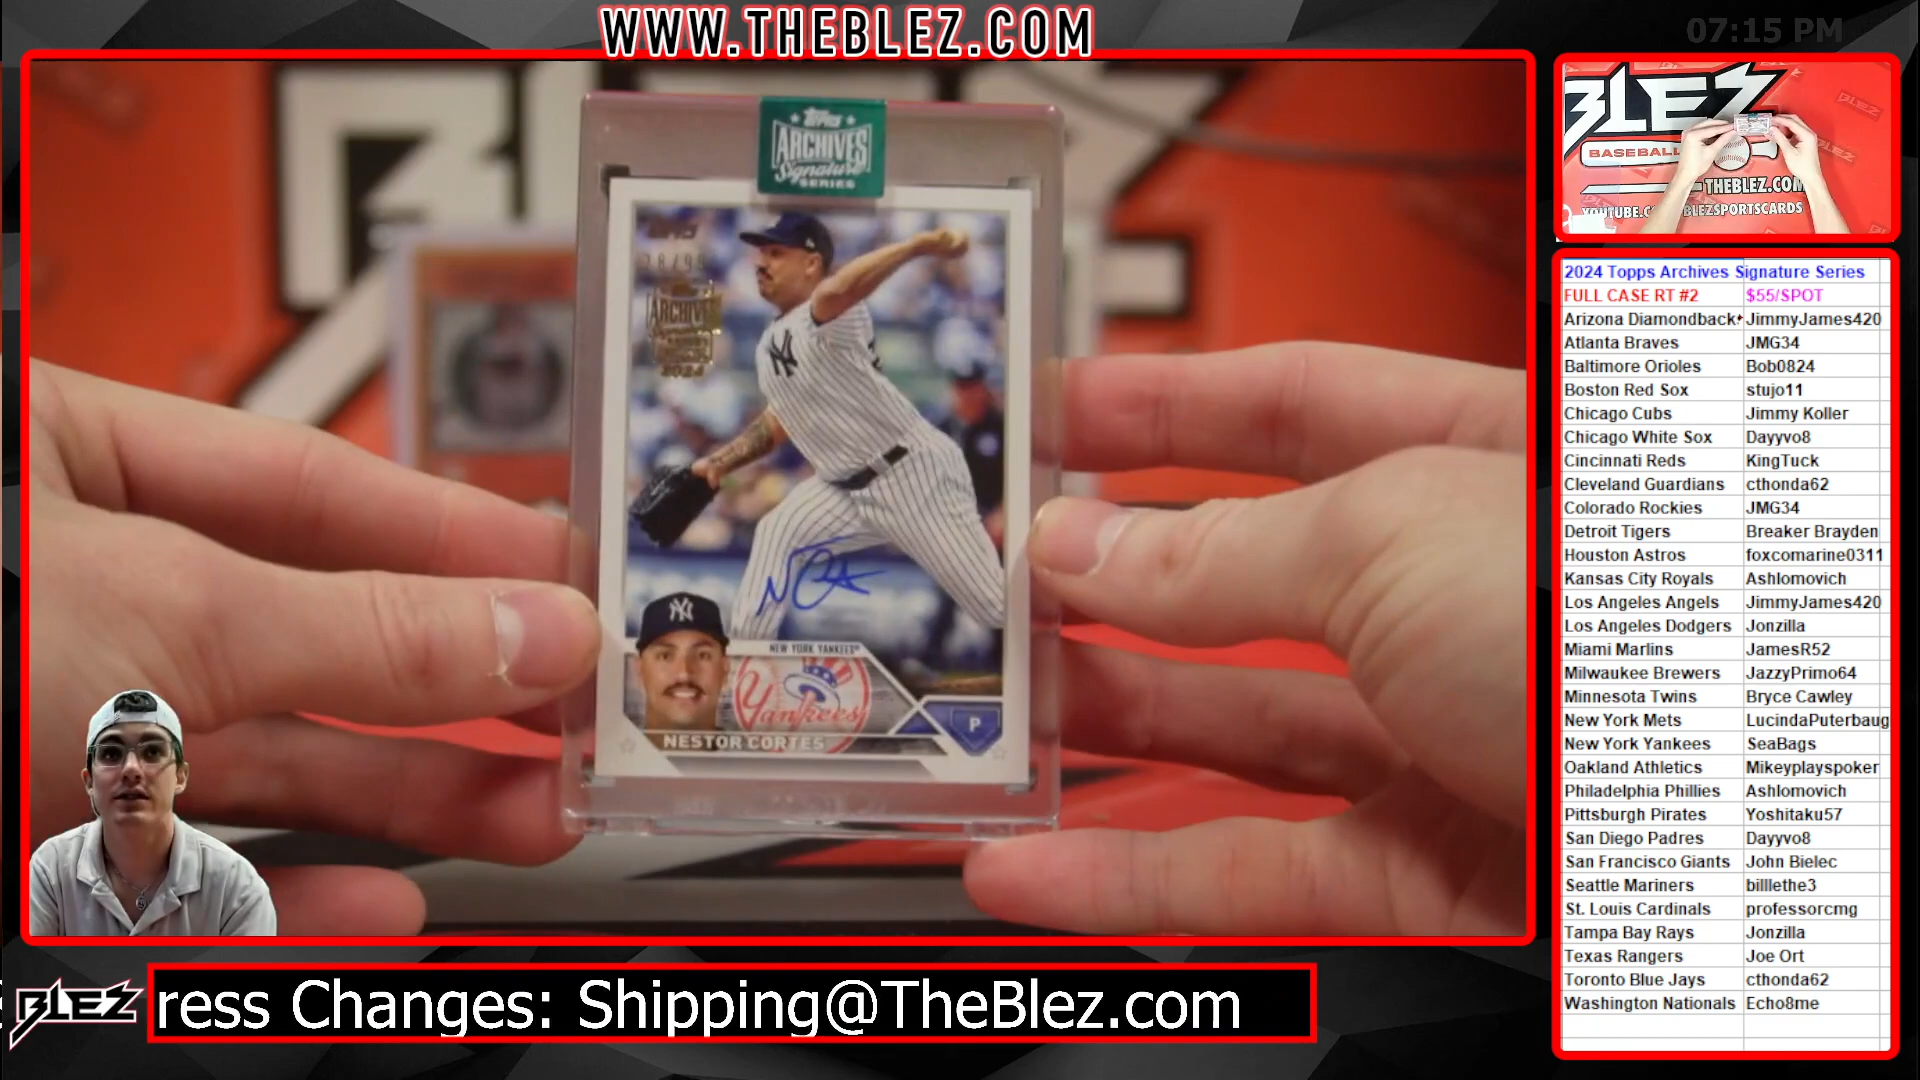 WWW.THEBLEZ.COM
07:15 PM
TOPPS
ARCHIVES
Signature
SERIES
18/99
ARCHIVES
2024
NEW YORK YANKEES
Yankees
P
NESTOR CORTES
BLEZ
BASEBALL
THEBLEZ.COM
BLEZSPORTSCARDS
2024 Topps Archives Signature Series
FULL CASE RT #2 $55/SPOT
Arizona Diamondback JimmyJames420
Atlanta Braves JMG34
Baltimore Orioles Bob0824
Boston Red Sox stujo11
Chicago Cubs Jimmy Koller
Chicago White Sox Dayyvo8
Cincinnati Reds KingTuck
Cleveland Guardians cthonda62
Colorado Rockies JMG34
Detroit Tigers Breaker Brayden
Houston Astros foxcomarine0311
Kansas City Royals Ashlomovich
Los Angeles Angels JimmyJames420
Los Angeles Dodgers Jonzilla
Miami Marlins JamesR52
Milwaukee Brewers JazzyPrimo64
Minnesota Twins Bryce Cawley
New York Mets LucindaPuterbaug
New York Yankees SeaBags
Oakland Athletics Mikeyplayspoker
Philadelphia Phillies Ashlomovich
Pittsburgh Pirates Yoshitaku57
San Diego Padres Dayyvo8
San Francisco Giants John Bielec
Seattle Mariners billlethe3
St. Louis Cardinals professorcmg
Tampa Bay Rays Jonzilla
Texas Rangers Joe Ort
Toronto Blue Jays cthonda62
Washington Nationals Echo8me
BLEZ
ress Changes: Shipping@TheBlez.com